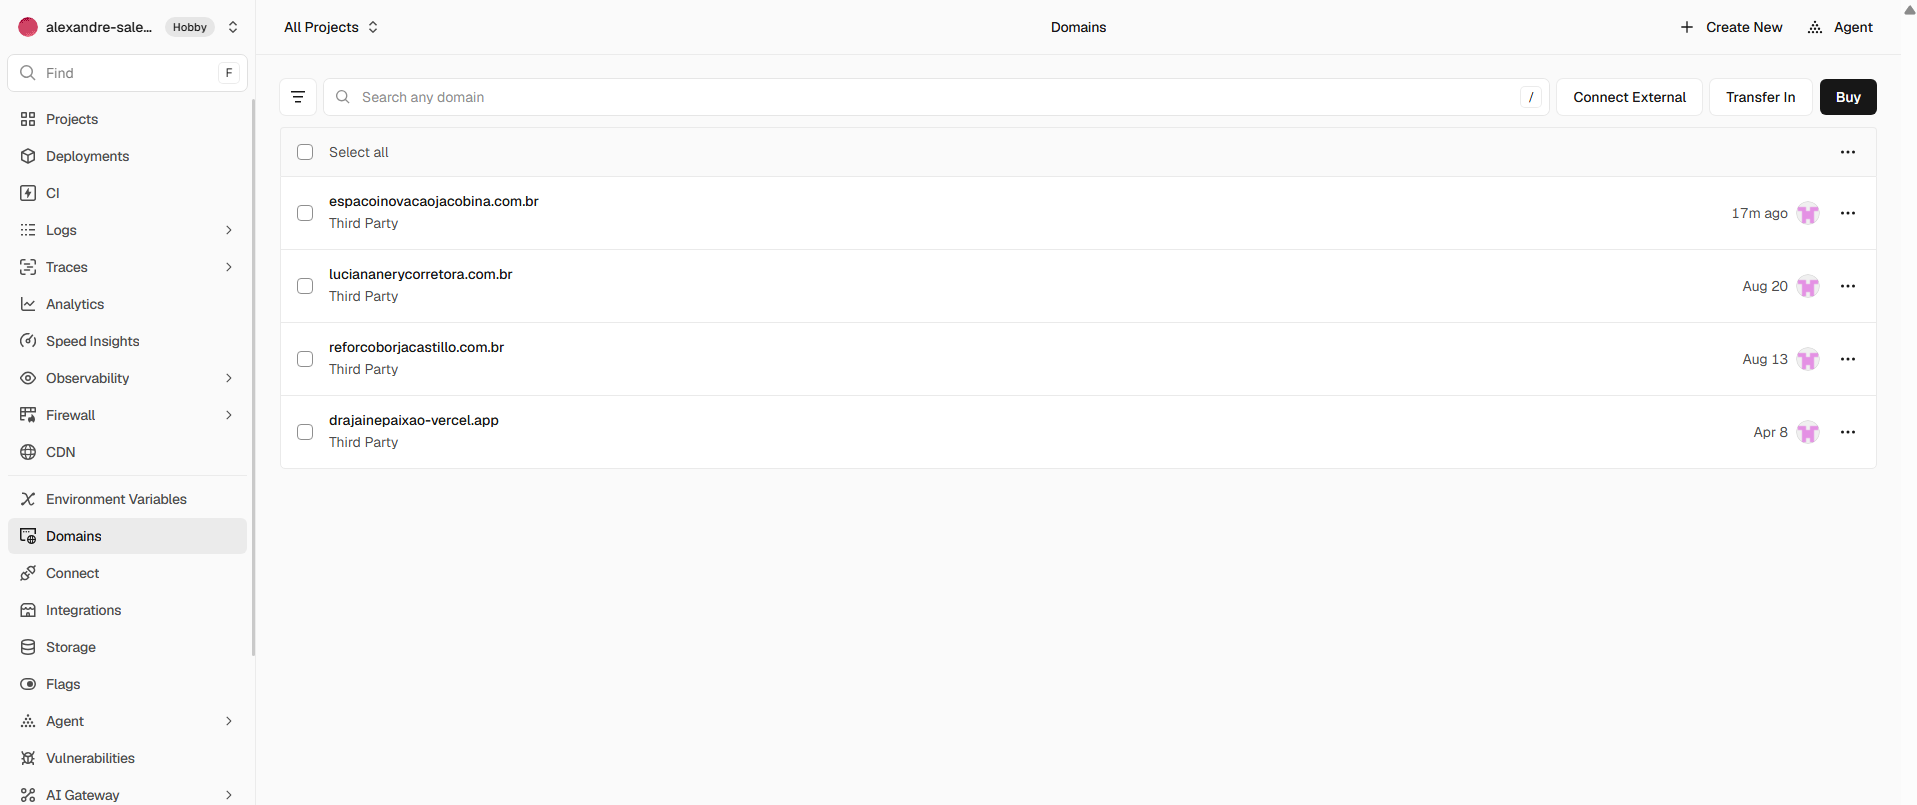 alexandre-sale... Hobby
Find F
Projects
Deployments
CI
Logs
Traces
Analytics
Speed Insights
Observability
Firewall
CDN
Environment Variables
Domains
Connect
Integrations
Storage
Flags
Agent
Vulnerabilities
AI Gateway
All Projects
Domains
Create New
Agent
Search any domain /
Connect External
Transfer In
Buy
Select all
espacoinovacaojacobina.com.br
Third Party
17m ago
luciananerycorretora.com.br
Third Party
Aug 20
reforcoborjacastillo.com.br
Third Party
Aug 13
drajainepaixao-vercel.app
Third Party
Apr 8